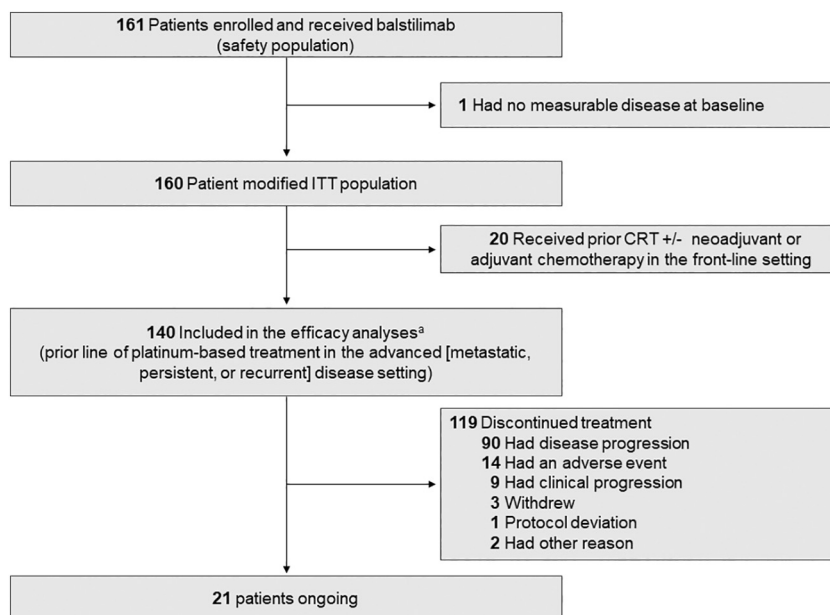 161 Patients enrolled and received balstilimab
(safety population)
1 Had no measurable disease at baseline
160 Patient modified ITT population
20 Received prior CRT +/- neoadjuvant or
adjuvant chemotherapy in the front-line setting
140 Included in the efficacy analysesᵃ
(prior line of platinum-based treatment in the advanced [metastatic,
persistent, or recurrent] disease setting)
119 Discontinued treatment
90 Had disease progression
14 Had an adverse event
9 Had clinical progression
3 Withdrew
1 Protocol deviation
2 Had other reason
21 patients ongoing